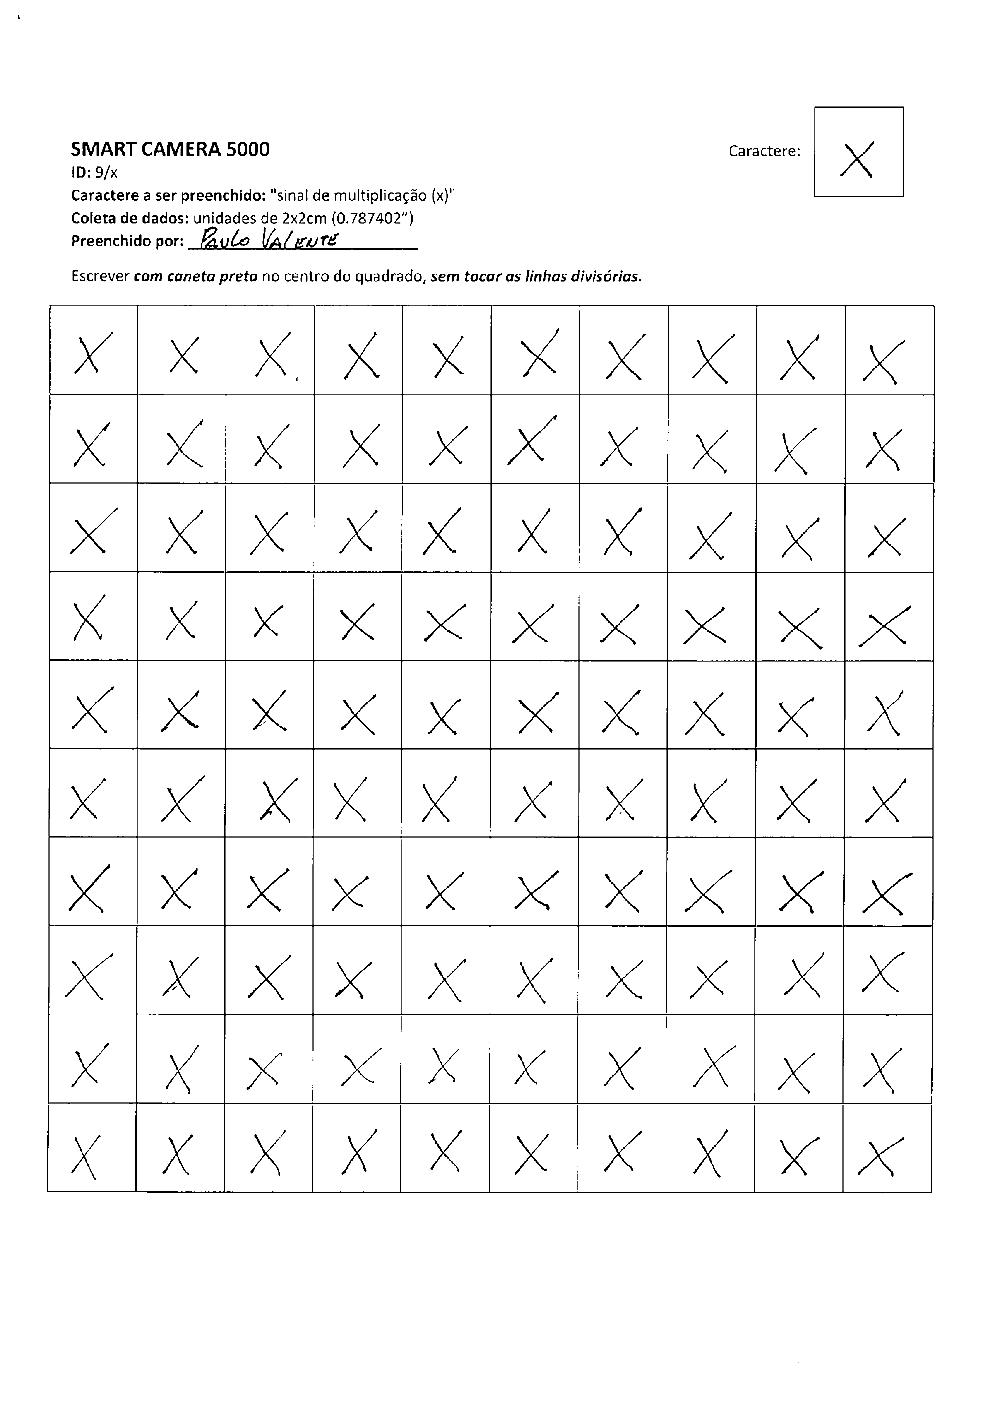 SMART CAMERA 5000
ID: 9/x
Caractere a ser preenchido: "sinal de multiplicação (x)"
Coleta de dados: unidades de 2x2cm (0.787402")
Preenchido por: PAULO VALENTE
Caractere: X
Escrever com caneta preta no centro do quadrado, sem tocar as linhas divisórias.
X X X X X X X X X X
X X X X X X X X X X
X X X X X X X X X X
X X X X X X X X X X
X X X X X X X X X X
X X X X X X X X X X
X X X X X X X X X X
X X X X X X X X X X
X X X X X X X X X X
X X X X X X X X X X